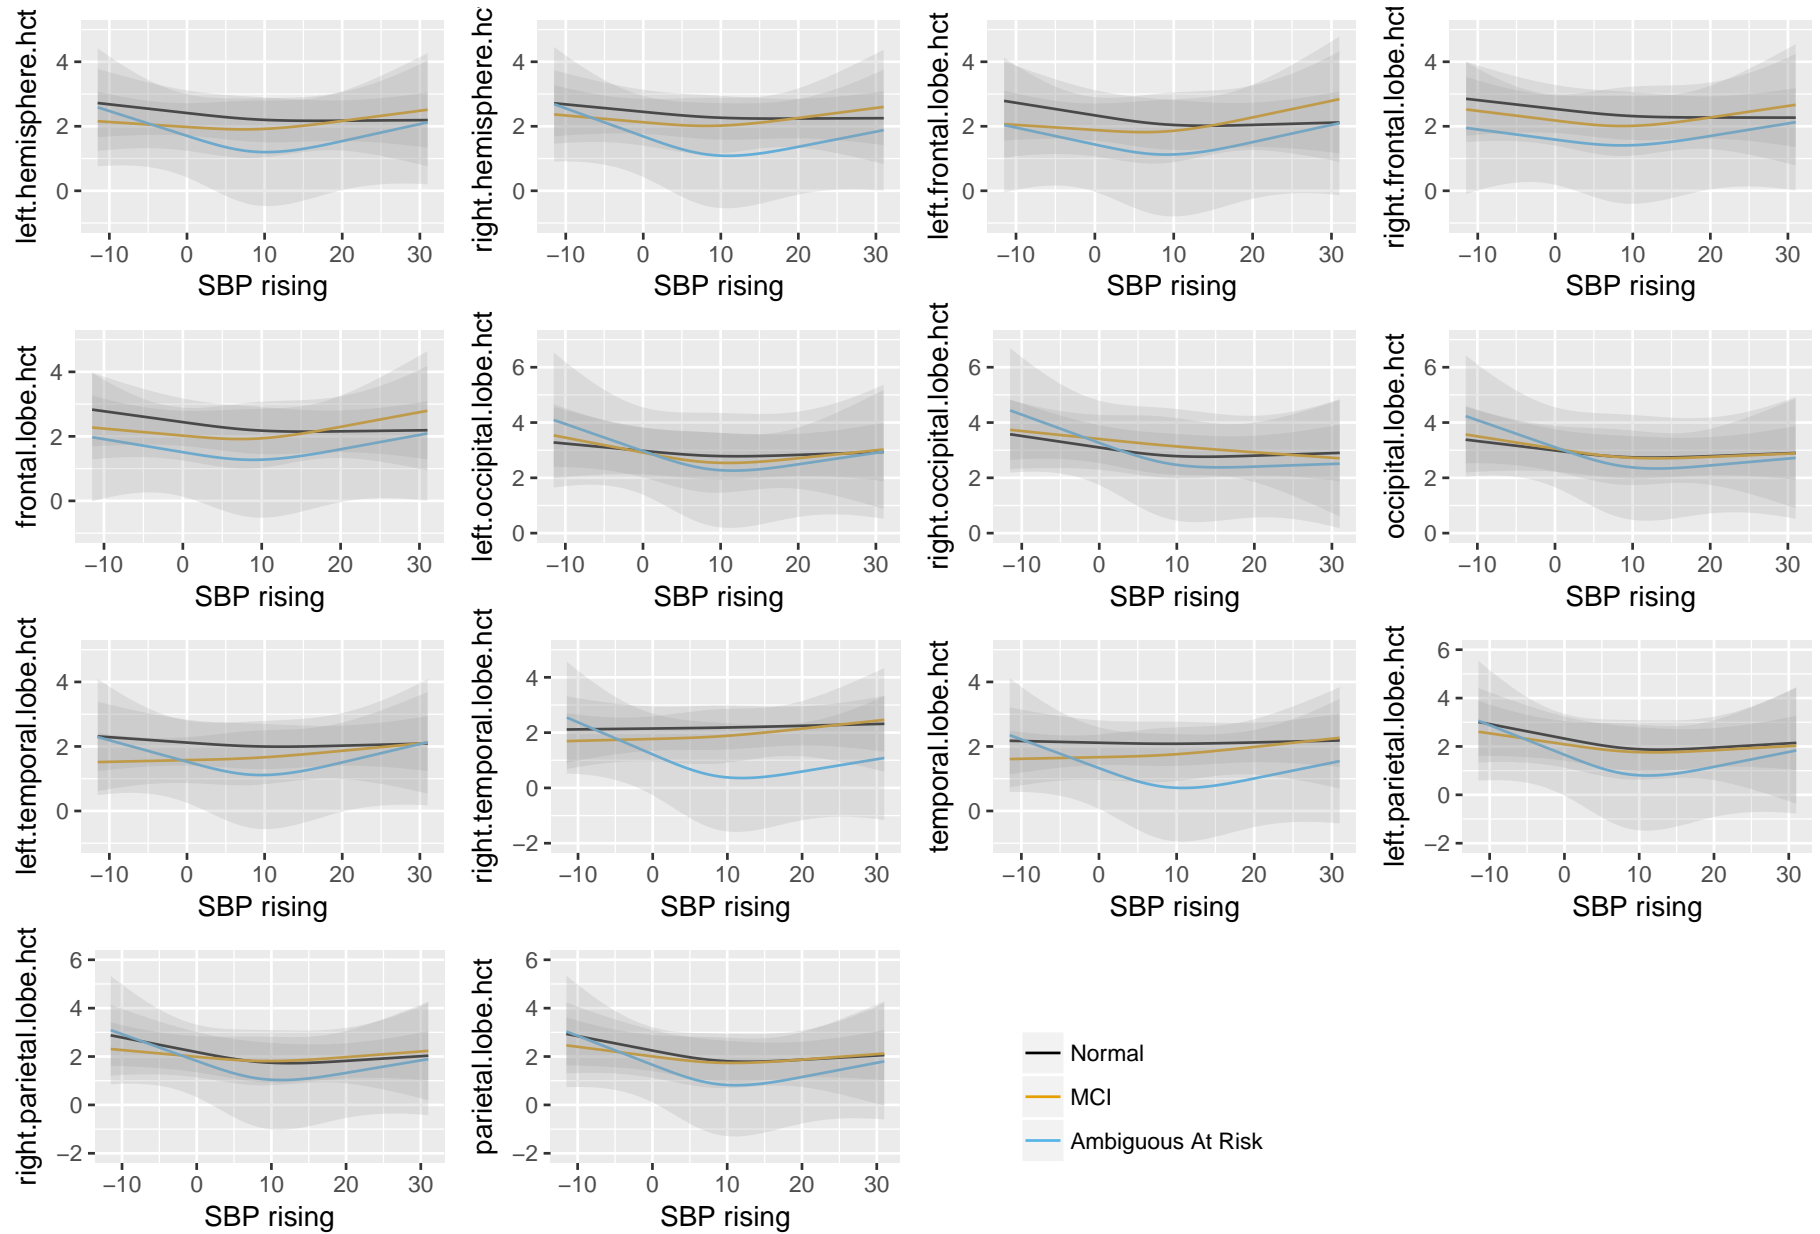 left.hemisphere.hct
4
2
0
−10 0 10 20 30
SBP rising
right.hemisphere.hc
4
2
0
−10 0 10 20 30
SBP rising
left.frontal.lobe.hct
4
2
0
−10 0 10 20 30
SBP rising
right.frontal.lobe.hct
4
2
0
−10 0 10 20 30
SBP rising
frontal.lobe.hct
4
2
0
−10 0 10 20 30
SBP rising
left.occipital.lobe.hct
6
4
2
0
−10 0 10 20 30
SBP rising
right.occipital.lobe.hct
6
4
2
0
−10 0 10 20 30
SBP rising
occipital.lobe.hct
6
4
2
0
−10 0 10 20 30
SBP rising
left.temporal.lobe.hct
4
2
0
−10 0 10 20 30
SBP rising
right.temporal.lobe.hct
4
2
0
−2
−10 0 10 20 30
SBP rising
temporal.lobe.hct
4
2
0
−10 0 10 20 30
SBP rising
left.parietal.lobe.hct
6
4
2
0
−2
−10 0 10 20 30
SBP rising
right.parietal.lobe.hct
6
4
2
0
−2
−10 0 10 20 30
SBP rising
parietal.lobe.hct
6
4
2
0
−2
−10 0 10 20 30
SBP rising
Normal
MCI
Ambiguous At Risk